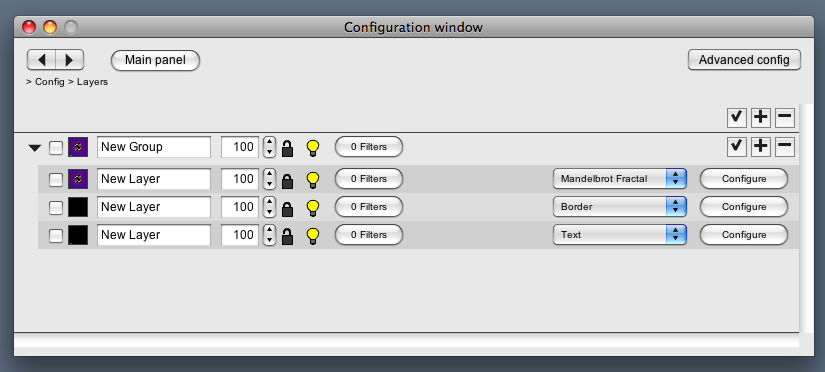 Configuration window
Main panel Advanced config
> Config > Layers
New Group 100 0 Filters
New Layer 100 0 Filters Mandelbrot Fractal Configure
New Layer 100 0 Filters Border Configure
New Layer 100 0 Filters Text Configure